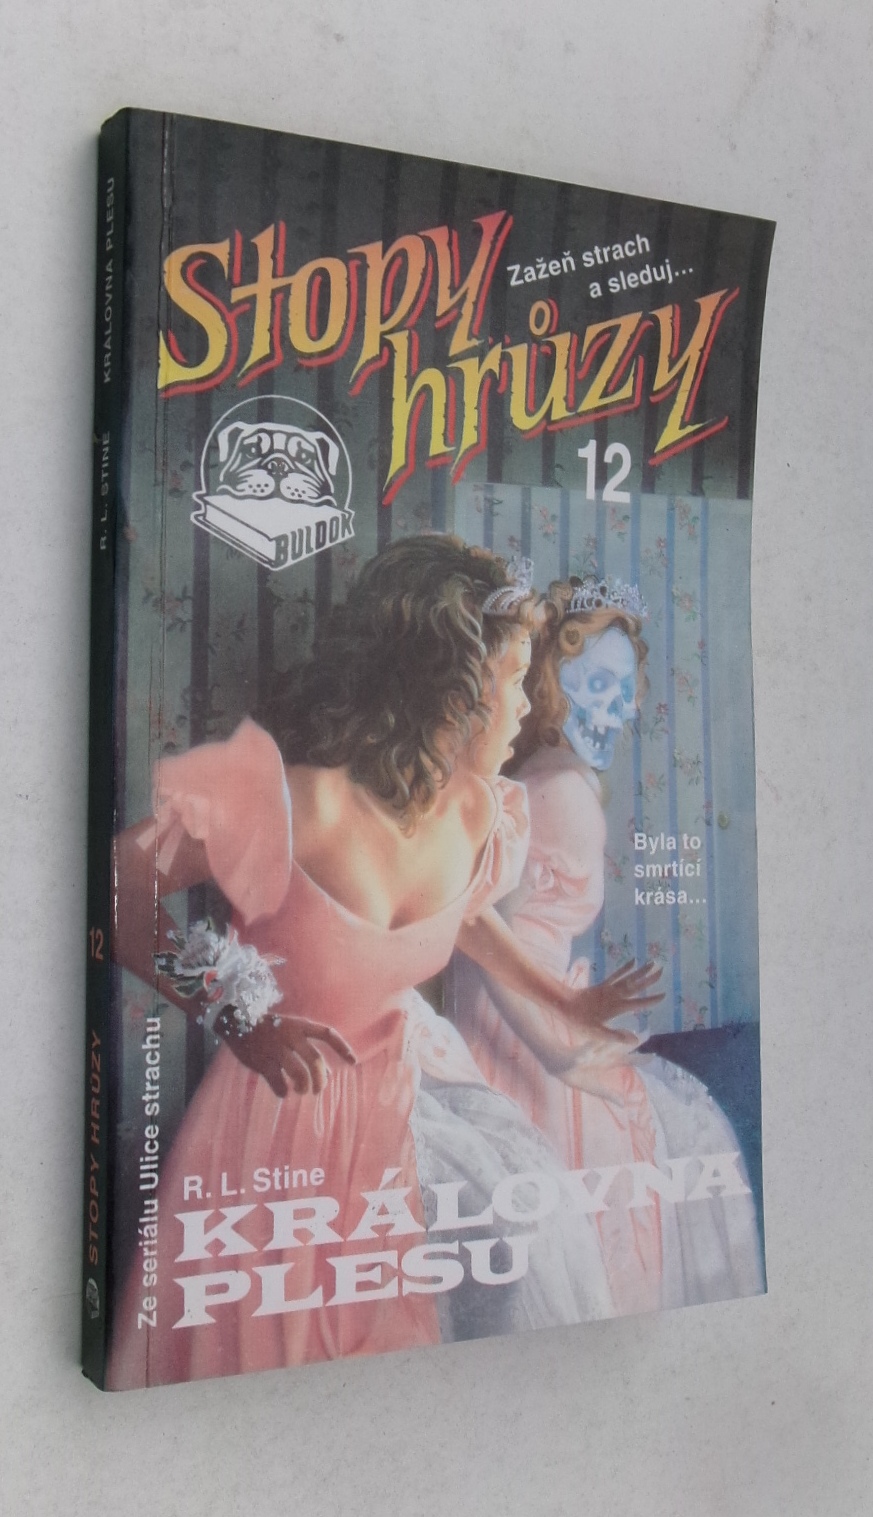 Stopy
hrůzy
Zažeň strach
a sleduj...
12
BULDOK
Byla to
smrtící
krása...
Ze seriálu Ulice strachu
R. L. Stine
KRÁLOVNA
PLESU
STOPY HRŮZY 12 R. L. STINE KRÁLOVNA PLESU